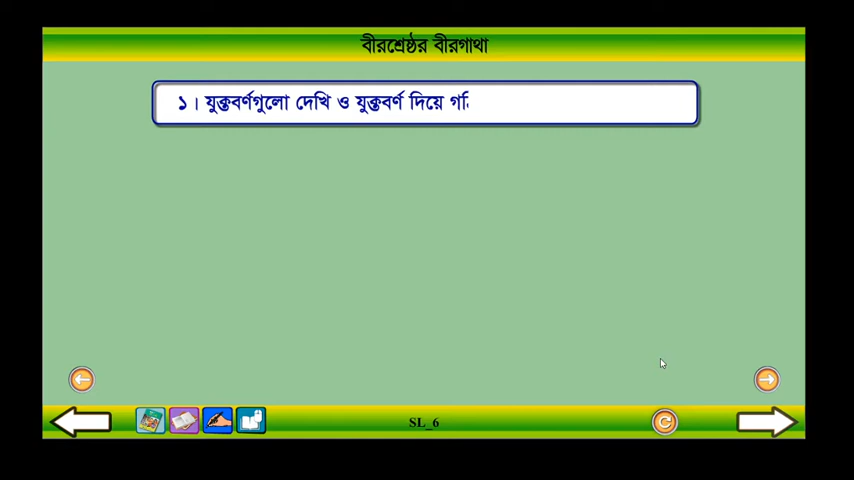 বীরশ্রেষ্ঠর বীরগাথা
১। যুক্তবর্ণগুলো দেখি ও যুক্তবর্ণ দিয়ে
SL_6